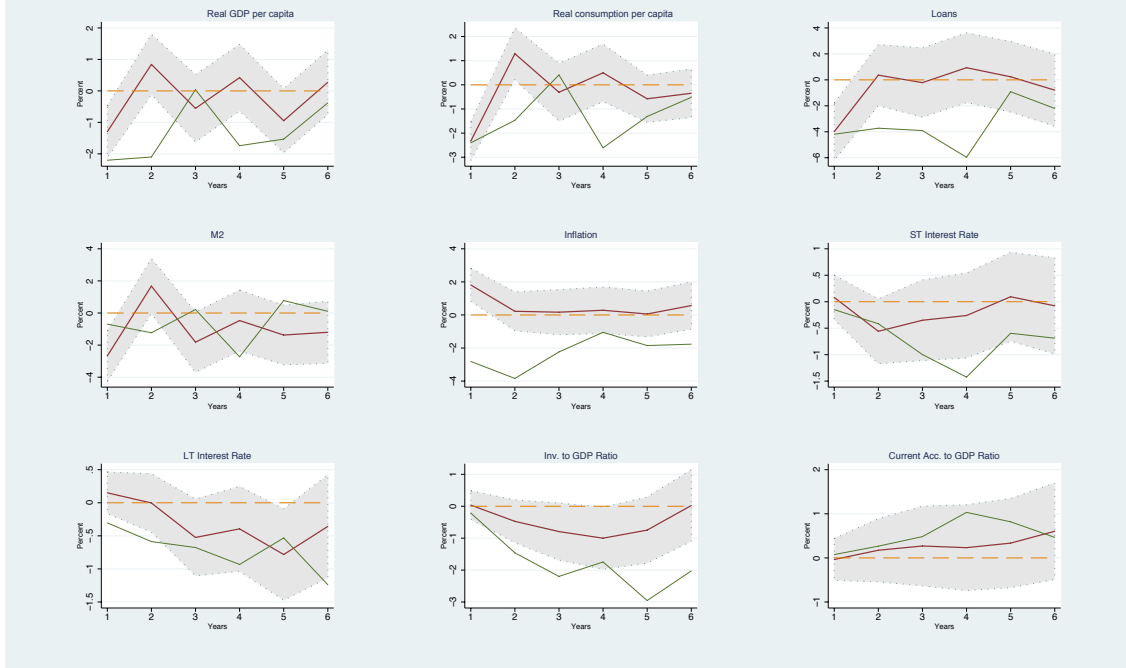 Real GDP per capita
Percent
2
1
0
−1
−2
1 2 3 4 5 6
Years
Real consumption per capita
Percent
2
1
0
−1
−2
−3
1 2 3 4 5 6
Years
Loans
Percent
4
2
0
−2
−4
−6
1 2 3 4 5 6
Years
M2
Percent
4
2
0
−2
−4
1 2 3 4 5 6
Years
Inflation
Percent
4
2
0
−2
−4
1 2 3 4 5 6
Years
ST Interest Rate
Percent
1
.5
0
−.5
−1
−1.5
1 2 3 4 5 6
Years
LT Interest Rate
Percent
.5
0
−.5
−1
−1.5
1 2 3 4 5 6
Years
Inv. to GDP Ratio
Percent
1
0
−1
−2
−3
1 2 3 4 5 6
Years
Current Acc. to GDP Ratio
Percent
2
1
0
−1
1 2 3 4 5 6
Years